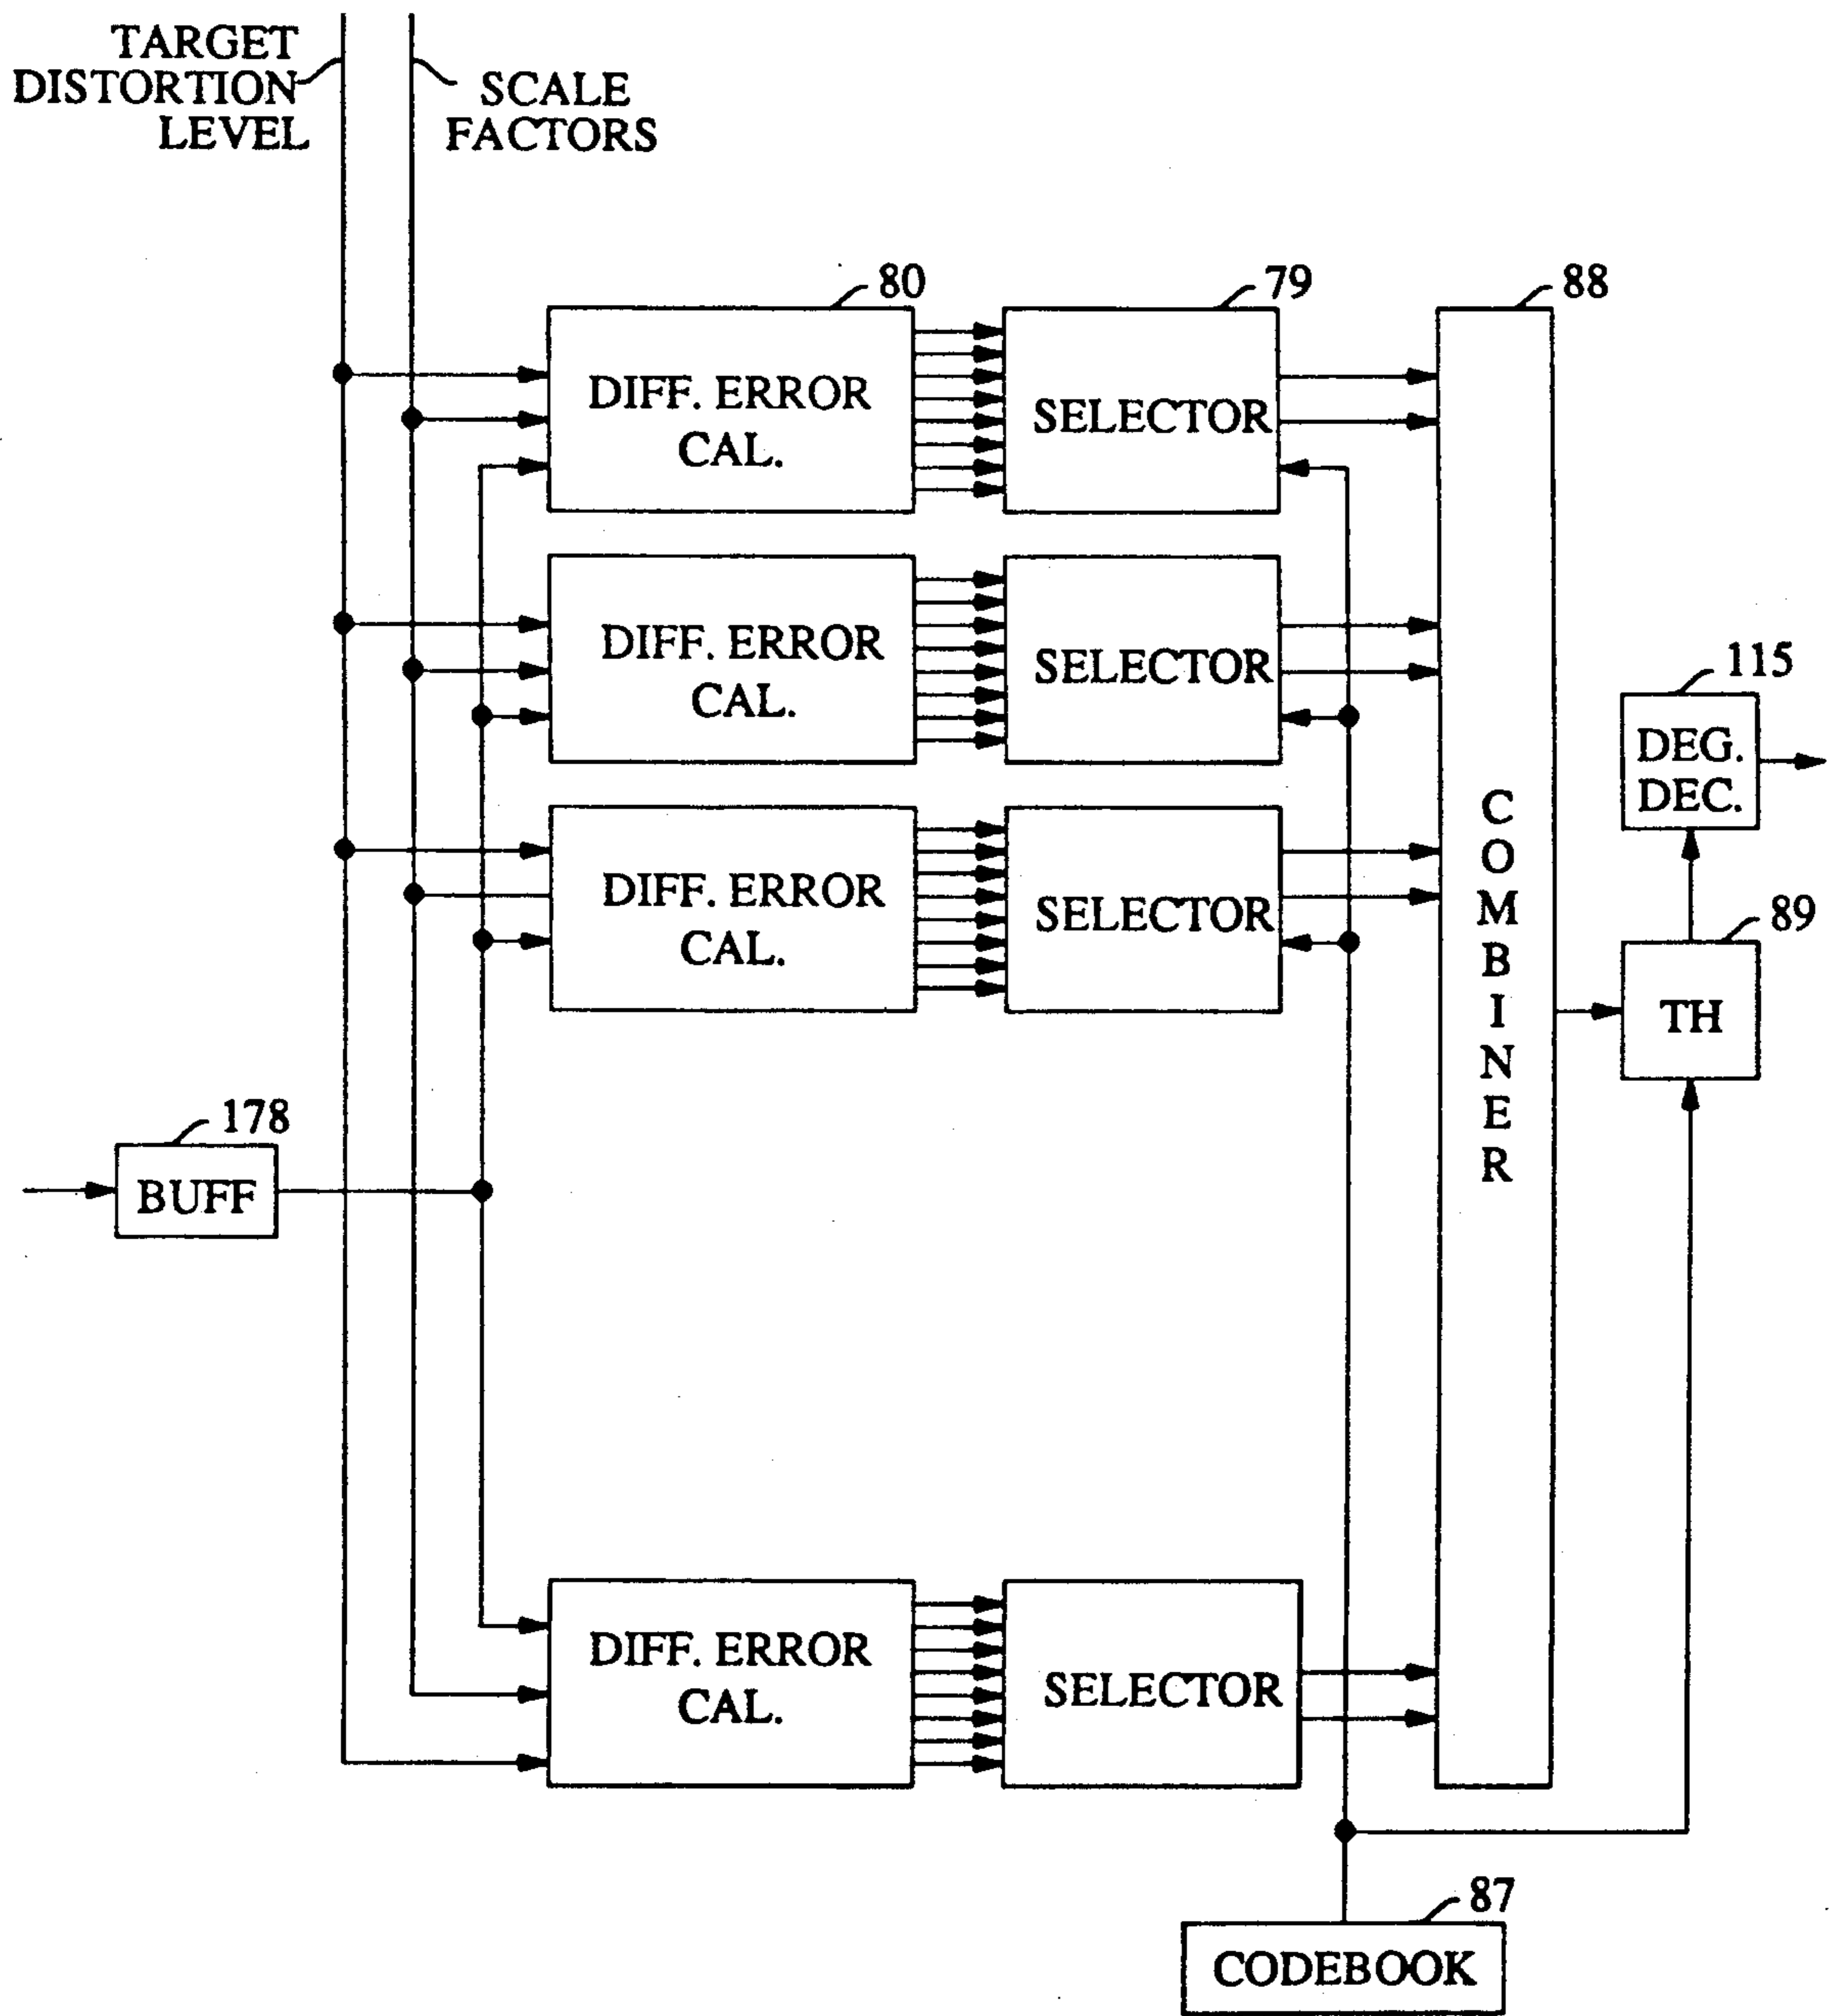 TARGET
DISTORTION
LEVEL
SCALE
FACTORS
80
79
88
DIFF. ERROR
CAL.
SELECTOR
DIFF. ERROR
CAL.
SELECTOR
115
DEG.
DEC.
DIFF. ERROR
CAL.
SELECTOR
COMBINER
89
TH
178
BUFF
DIFF. ERROR
CAL.
SELECTOR
87
CODEBOOK